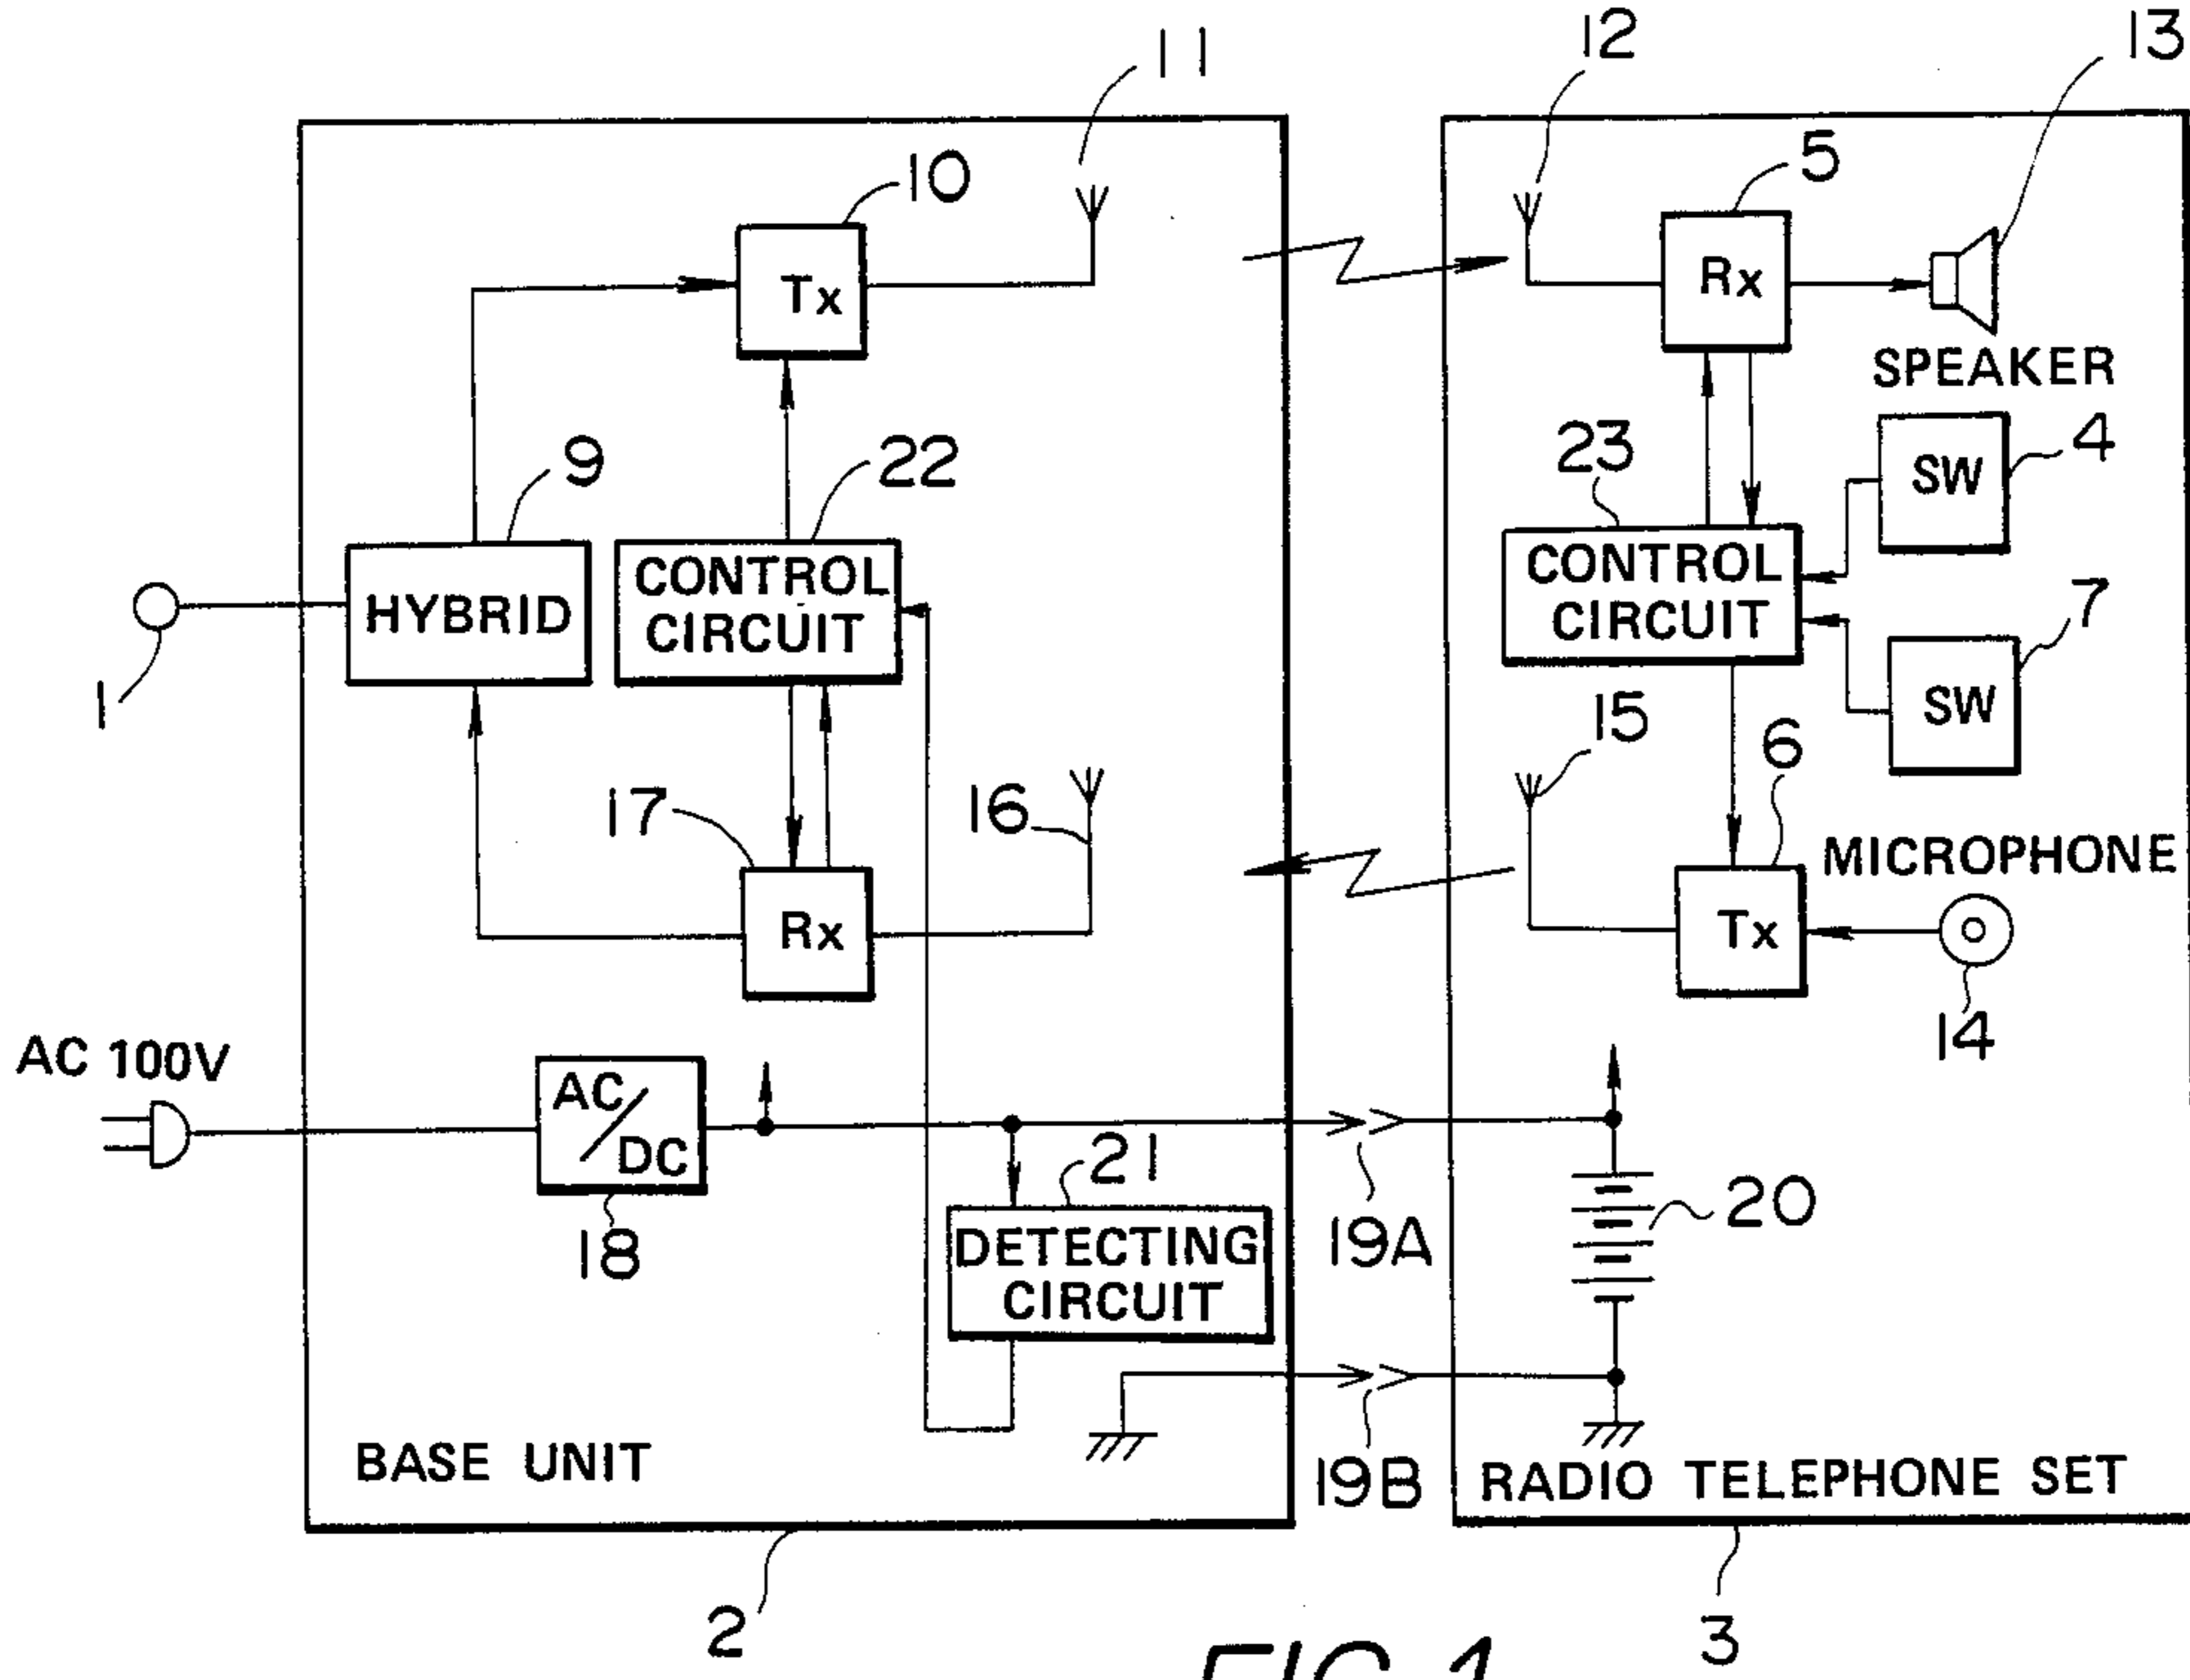 11
12
13
10
5
Tx
Rx
SPEAKER
9
22
23
SW
4
HYBRID
CONTROL
CIRCUIT
CONTROL
CIRCUIT
7
SW
1
15
6
17
16
MICROPHONE
Rx
Tx
14
AC 100V
AC/DC
21
20
18
19A
DETECTING
CIRCUIT
BASE UNIT
19B
RADIO TELEPHONE SET
2
3
FIG.1